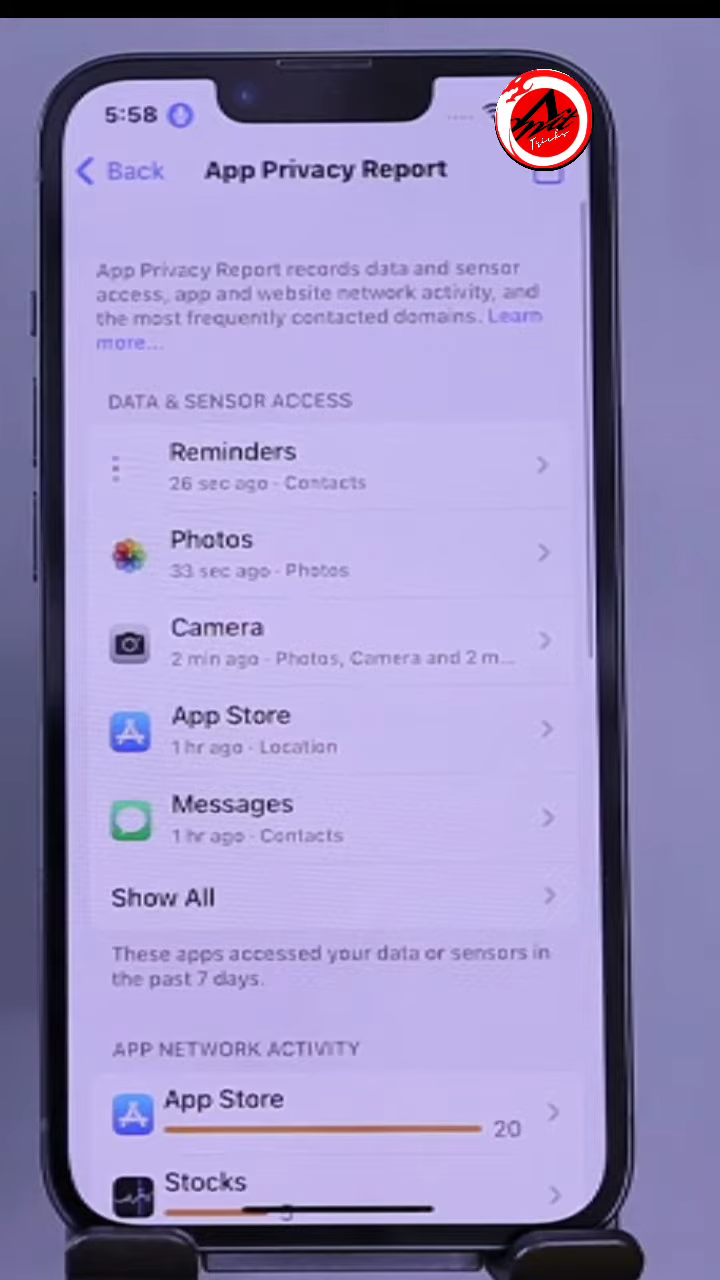 5:58
Back
App Privacy Report
App Privacy Report records data and sensor
access, app and website network activity, and
the most frequently contacted domains. Learn
more...
DATA & SENSOR ACCESS
Reminders
26 sec ago · Contacts
Photos
33 sec ago · Photos
Camera
2 min ago · Photos, Camera and 2 m...
App Store
1 hr ago · Location
Messages
1 hr ago · Contacts
Show All
These apps accessed your data or sensors in
the past 7 days.
APP NETWORK ACTIVITY
App Store
20
Stocks
Tricks